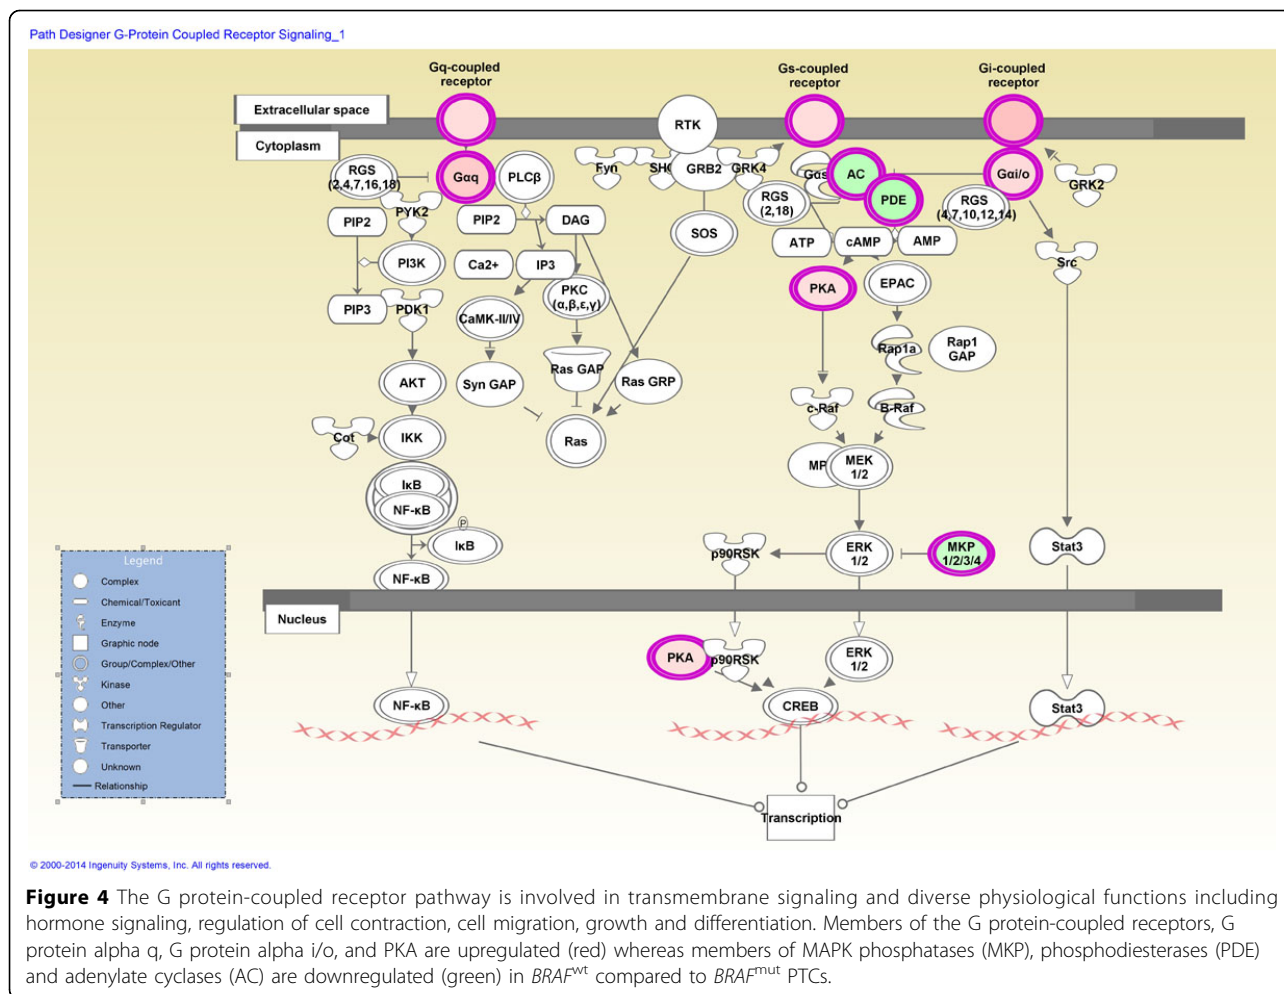 Path Designer G-Protein Coupled Receptor Signaling_1
Gq-coupled
receptor
Gs-coupled
receptor
Gi-coupled
receptor
Extracellular space
Cytoplasm
RTK
Fyn
SHC
GRB2
GRK4
Gαs
AC
Gαi/o
GRK2
RGS
(2,4,7,16,18)
Gαq
PLCβ
PDE
RGS
(2,18)
RGS
(4,7,10,12,14)
PIP2
PYK2
PIP2
DAG
SOS
ATP
cAMP
AMP
PI3K
Ca2+
IP3
Src
PKC
(α,β,ε,γ)
PKA
EPAC
PIP3
PDK1
CaMK-II/IV
Rap1a
Rap1
GAP
AKT
Syn GAP
Ras GAP
Ras GRP
c-Raf
B-Raf
Cot
IKK
Ras
MP
MEK
1/2
IκB
NF-κB
P
IκB
p90RSK
ERK
1/2
MKP
1/2/3/4
Stat3
NF-κB
Nucleus
PKA
p90RSK
ERK
1/2
NF-κB
CREB
Stat3
Transcription
Legend
Complex
Chemical/Toxicant
Enzyme
Graphic node
Group/Complex/Other
Kinase
Other
Transcription Regulator
Transporter
Unknown
Relationship
© 2000-2014 Ingenuity Systems, Inc. All rights reserved.
Figure 4 The G protein-coupled receptor pathway is involved in transmembrane signaling and diverse physiological functions including
hormone signaling, regulation of cell contraction, cell migration, growth and differentiation. Members of the G protein-coupled receptors, G
protein alpha q, G protein alpha i/o, and PKA are upregulated (red) whereas members of MAPK phosphatases (MKP), phosphodiesterases (PDE)
and adenylate cyclases (AC) are downregulated (green) in BRAFwt compared to BRAFmut PTCs.